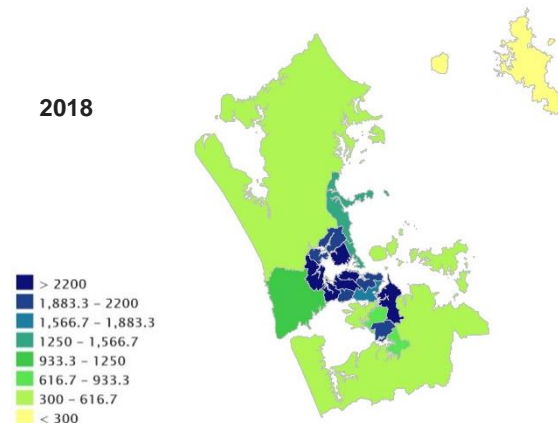 2018
> 2200
1,883.3 – 2200
1,566.7 – 1,883.3
1250 – 1,566.7
933.3 – 1250
616.7 – 933.3
300 – 616.7
< 300